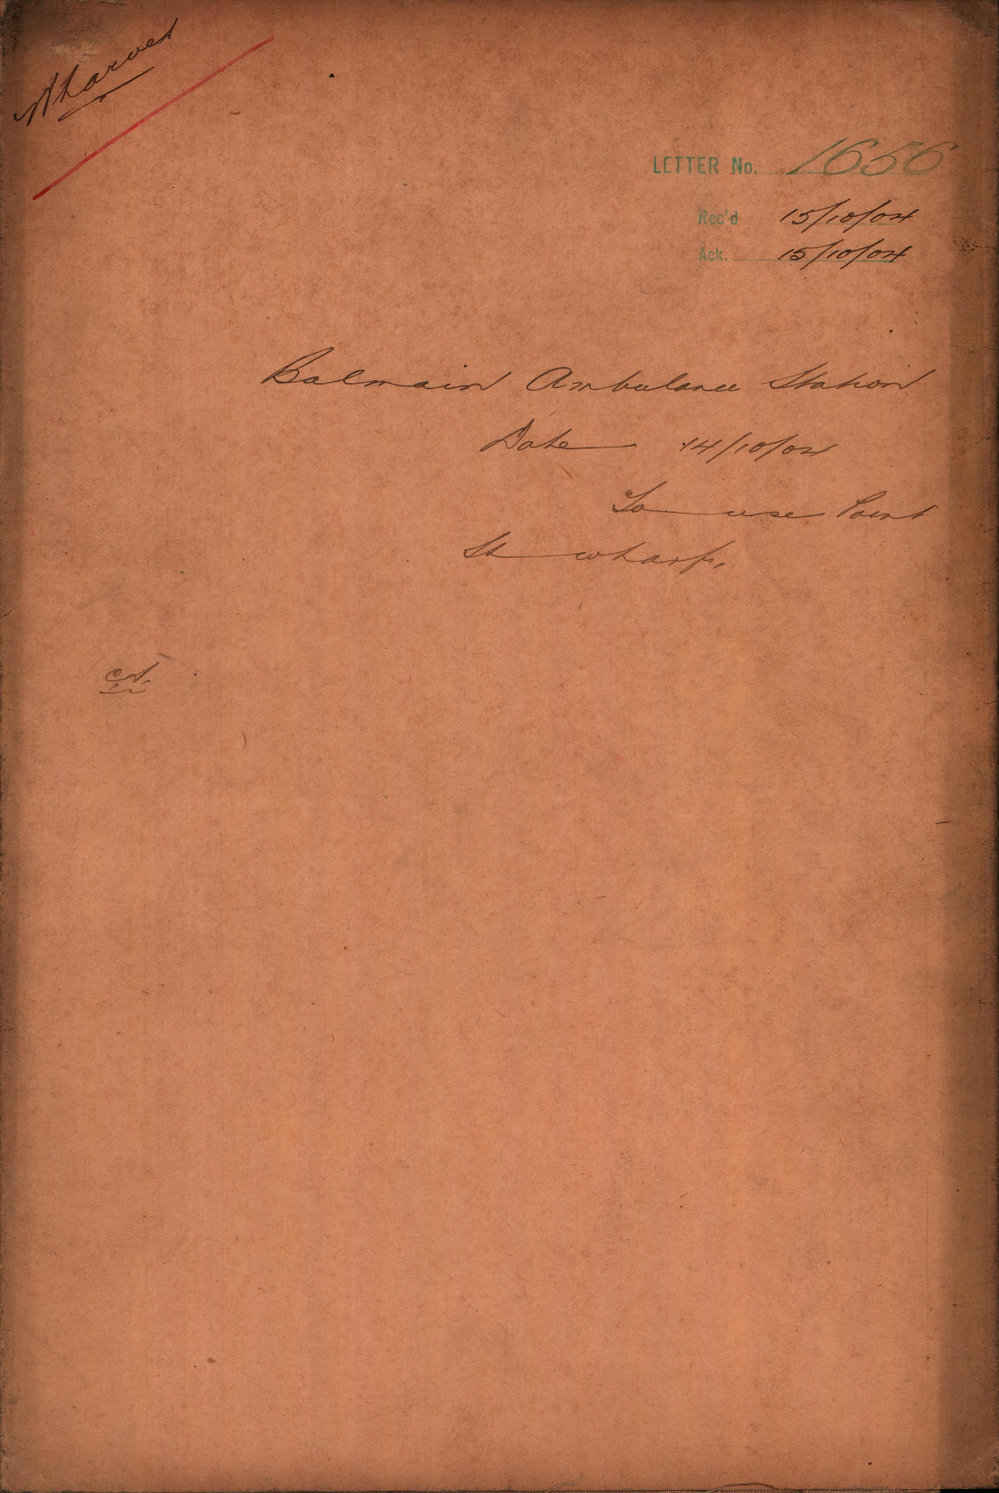 Wharves
LETTER No. 1656
Rec'd 15/10/04
Ack. 15/10/04
Balmain Ambulance Station
Date 14/10/04
To use Point
St wharf.